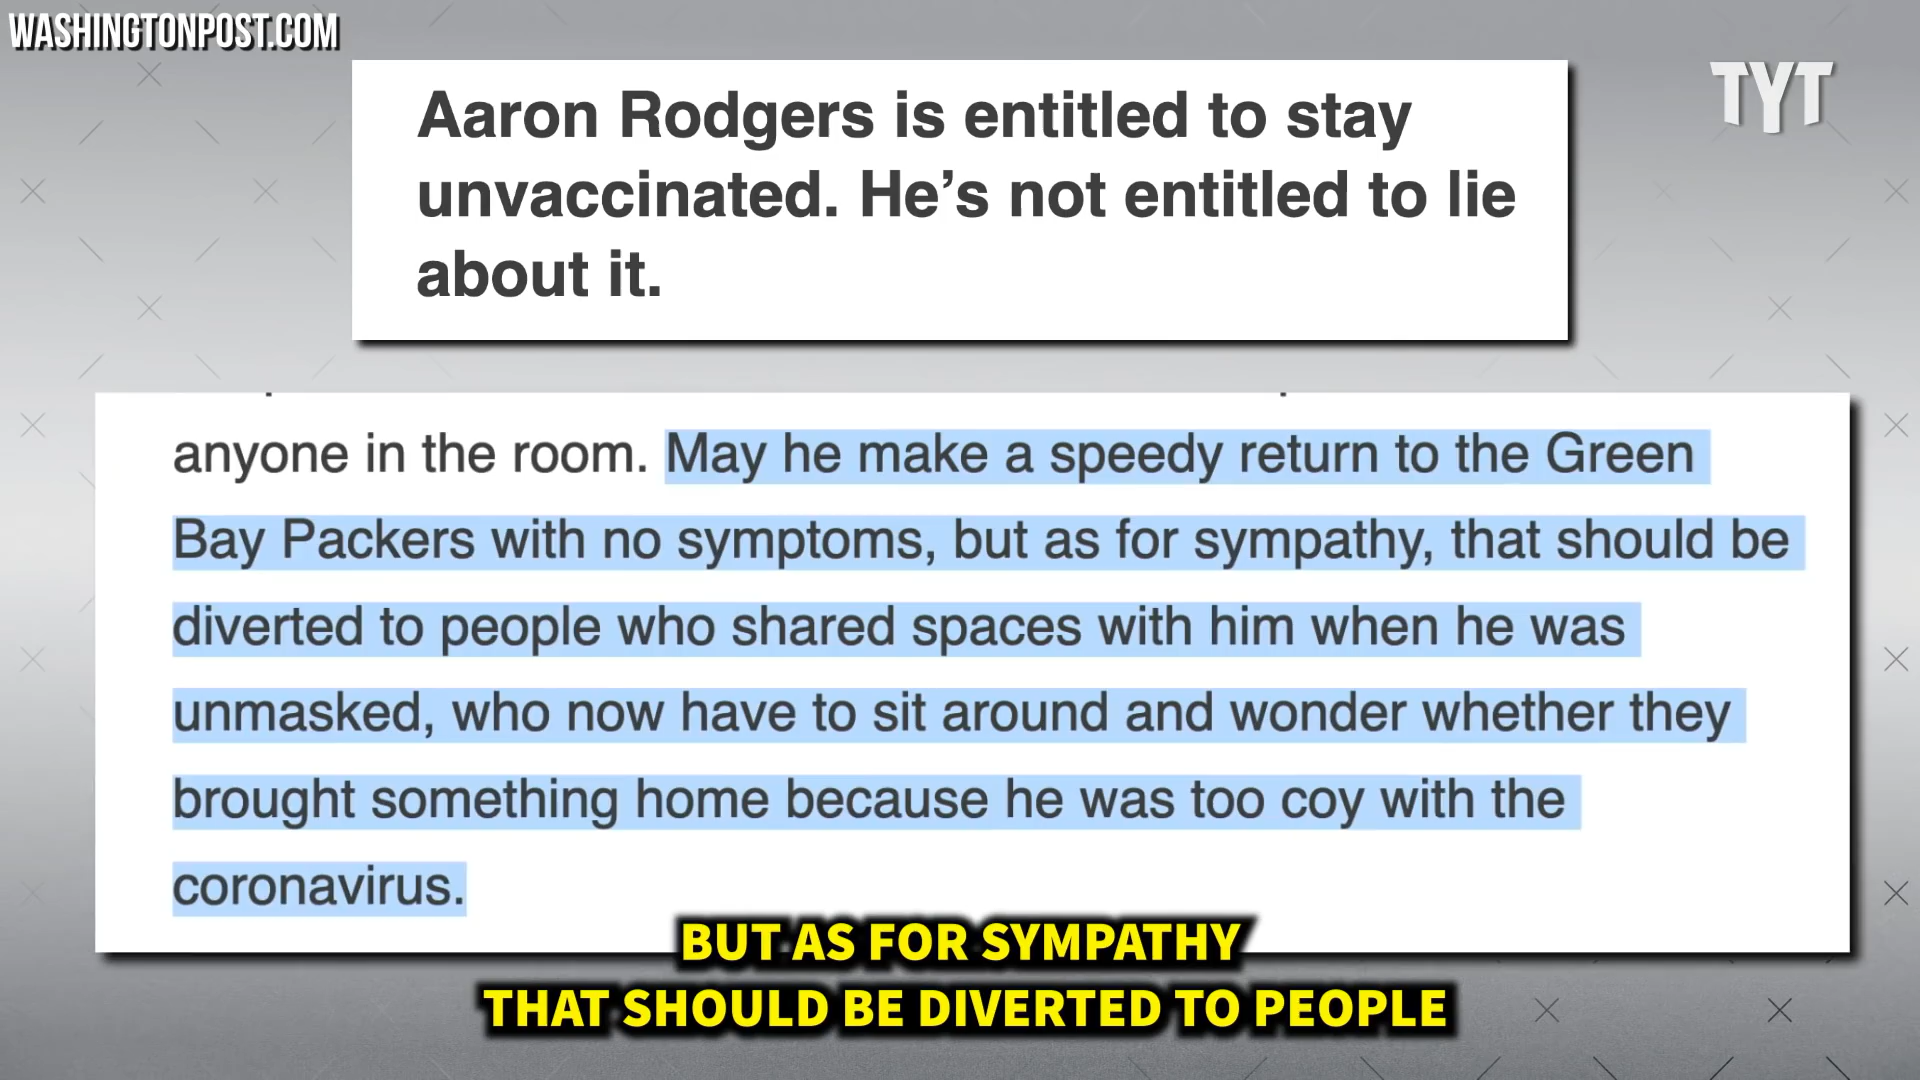 WASHINGTONPOST.COM
TYT
Aaron Rodgers is entitled to stay
unvaccinated. He's not entitled to lie
about it.
anyone in the room. May he make a speedy return to the Green
Bay Packers with no symptoms, but as for sympathy, that should be
diverted to people who shared spaces with him when he was
unmasked, who now have to sit around and wonder whether they
brought something home because he was too coy with the
coronavirus.
BUT AS FOR SYMPATHY
THAT SHOULD BE DIVERTED TO PEOPLE